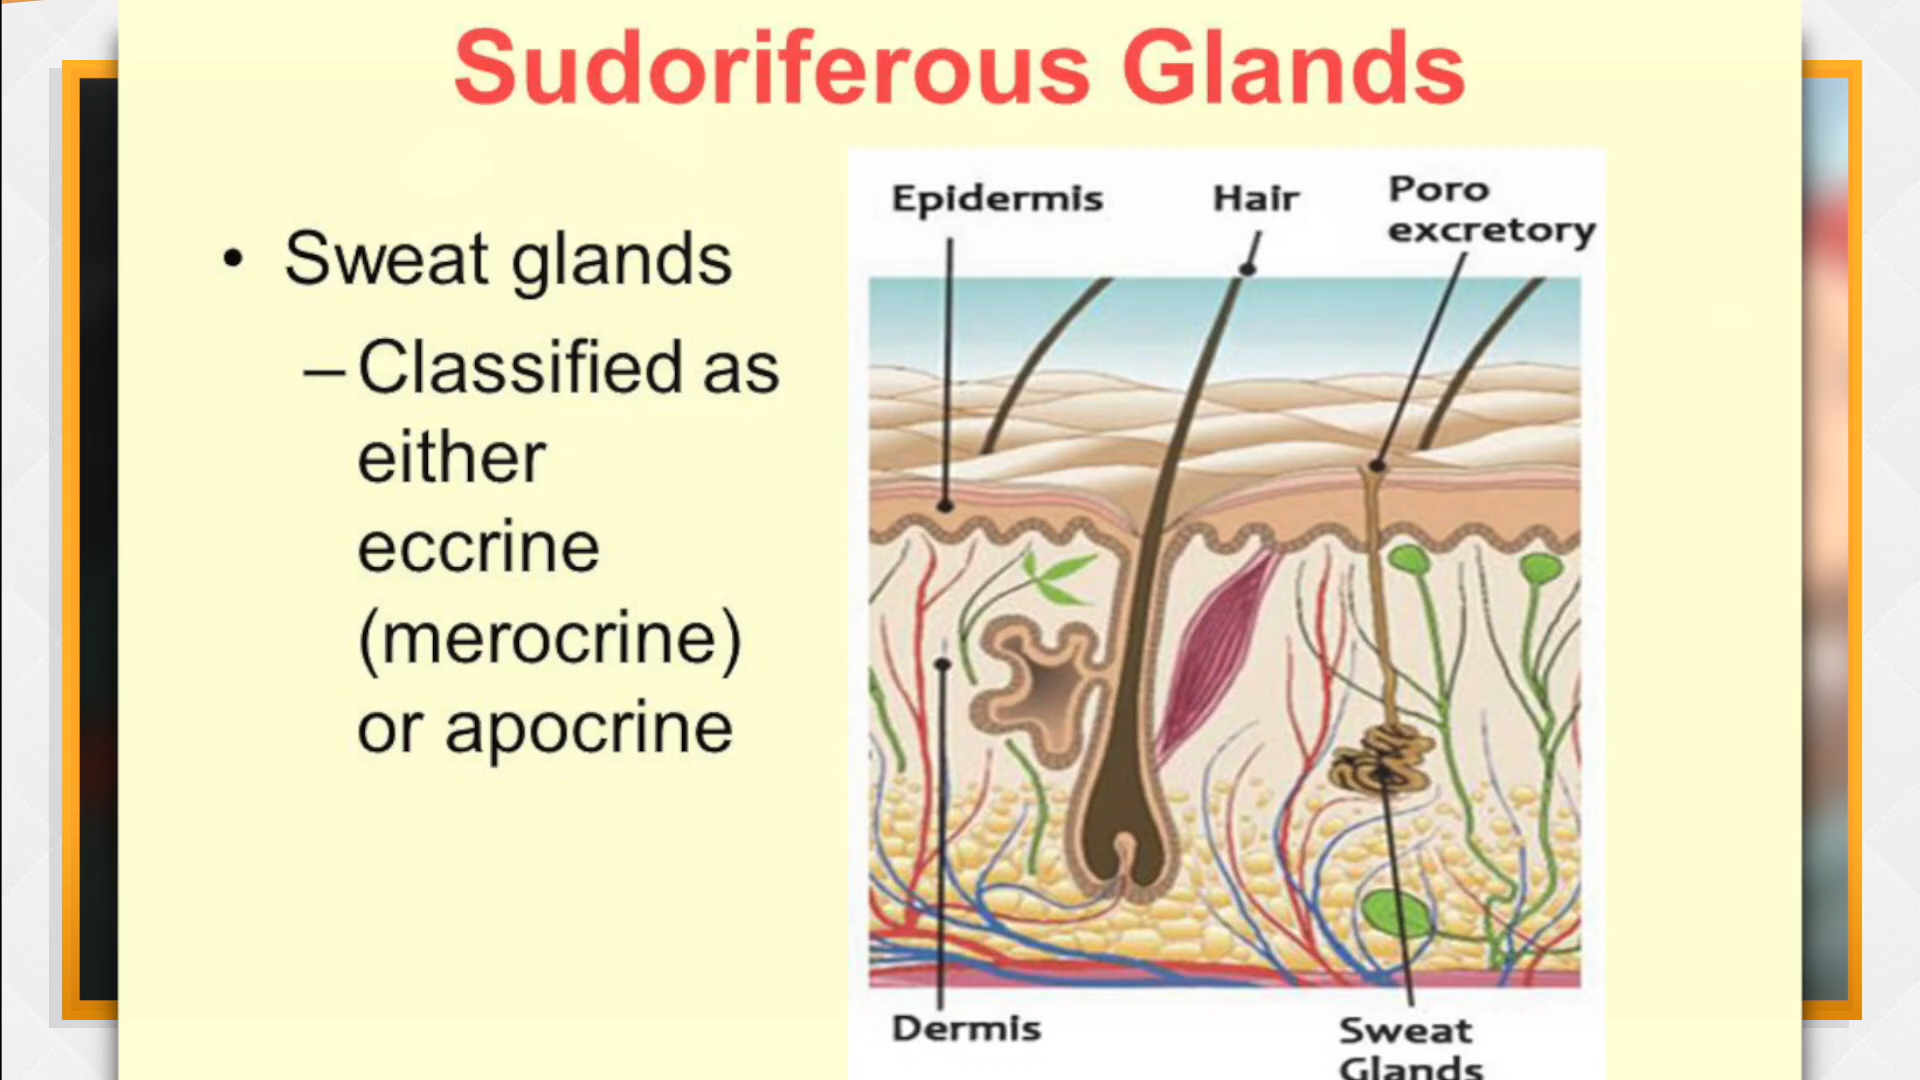 Sudoriferous Glands
• Sweat glands
– Classified as
either
eccrine
(merocrine)
or apocrine
Epidermis
Hair
Poro
excretory
Dermis
Sweat
Glands